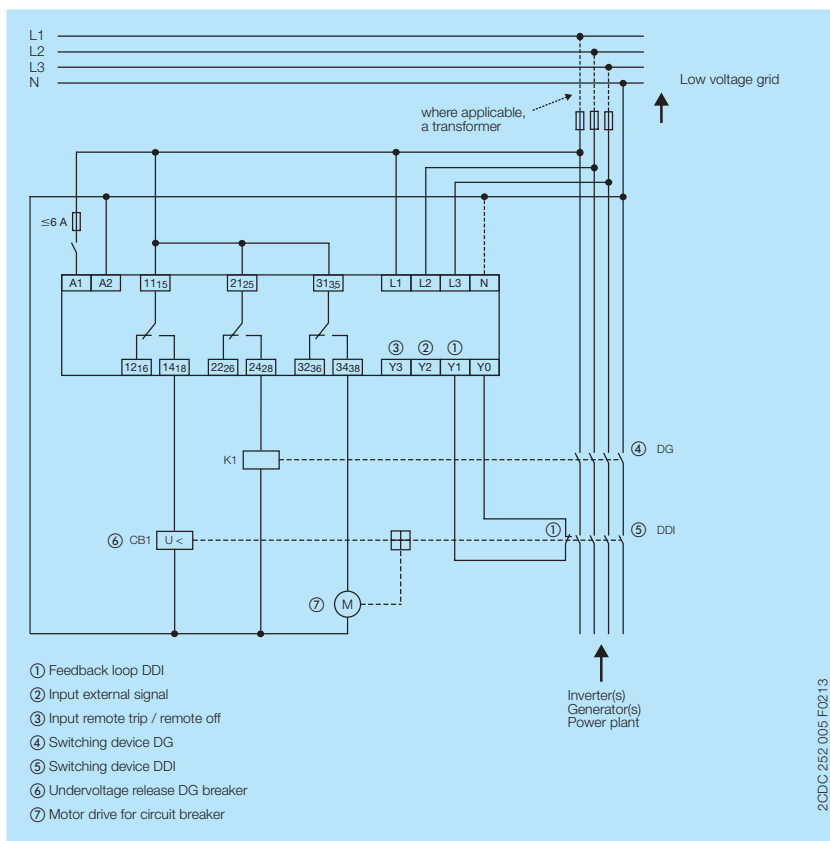 L1
L2
L3
N
Low voltage grid
where applicable,
a transformer
≤6 A
A1 A2 1115 2125 3135 L1 L2 L3 N
③ ② ①
1216 1418 2226 2428 3236 3438 Y3 Y2 Y1 Y0
K1
④ DG
⑥ CB1 U <
① ⑤ DDI
⑦ M
Inverter(s)
Generator(s)
Power plant
① Feedback loop DDI
② Input external signal
③ Input remote trip / remote off
④ Switching device DG
⑤ Switching device DDI
⑥ Undervoltage release DG breaker
⑦ Motor drive for circuit breaker
2CDC 252 005 F0213